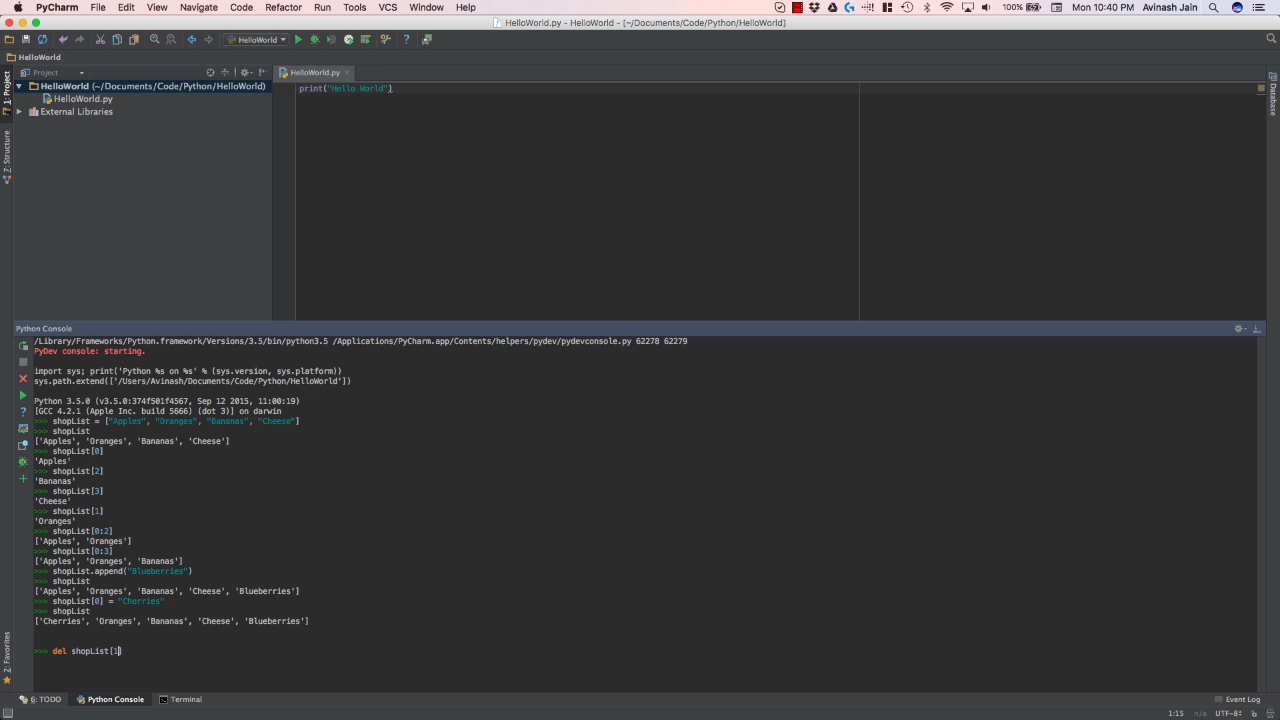 PyCharm File Edit View Navigate Code Refactor Run Tools VCS Window Help 100% Mon 10:40 PM Avinash Jain
HelloWorld.py - HelloWorld - [~/Documents/Code/Python/HelloWorld]
HelloWorld
HelloWorld
1: Project
Project
HelloWorld.py
HelloWorld (~/Documents/Code/Python/HelloWorld)
HelloWorld.py
External Libraries
print("Hello World")
Database
Z: Structure
Python Console
/Library/Frameworks/Python.framework/Versions/3.5/bin/python3.5 /Applications/PyCharm.app/Contents/helpers/pydev/pydevconsole.py 62278 62279
PyDev console: starting.
import sys; print('Python %s on %s' % (sys.version, sys.platform))
sys.path.extend(['/Users/Avinash/Documents/Code/Python/HelloWorld'])
Python 3.5.0 (v3.5.0:374f501f4567, Sep 12 2015, 11:00:19)
[GCC 4.2.1 (Apple Inc. build 5666) (dot 3)] on darwin
>>> shopList = ["Apples", "Oranges", "Bananas", "Cheese"]
>>> shopList
['Apples', 'Oranges', 'Bananas', 'Cheese']
>>> shopList[0]
'Apples'
>>> shopList[2]
'Bananas'
>>> shopList[3]
'Cheese'
>>> shopList[1]
'Oranges'
>>> shopList[0:2]
['Apples', 'Oranges']
>>> shopList[0:3]
['Apples', 'Oranges', 'Bananas']
>>> shopList.append("Blueberries")
>>> shopList
['Apples', 'Oranges', 'Bananas', 'Cheese', 'Blueberries']
>>> shopList[0] = "Cherries"
>>> shopList
['Cherries', 'Oranges', 'Bananas', 'Cheese', 'Blueberries']
>>> del shopList[1]
2: Favorites
6: TODO Python Console Terminal Event Log
1:15 n/a UTF-8